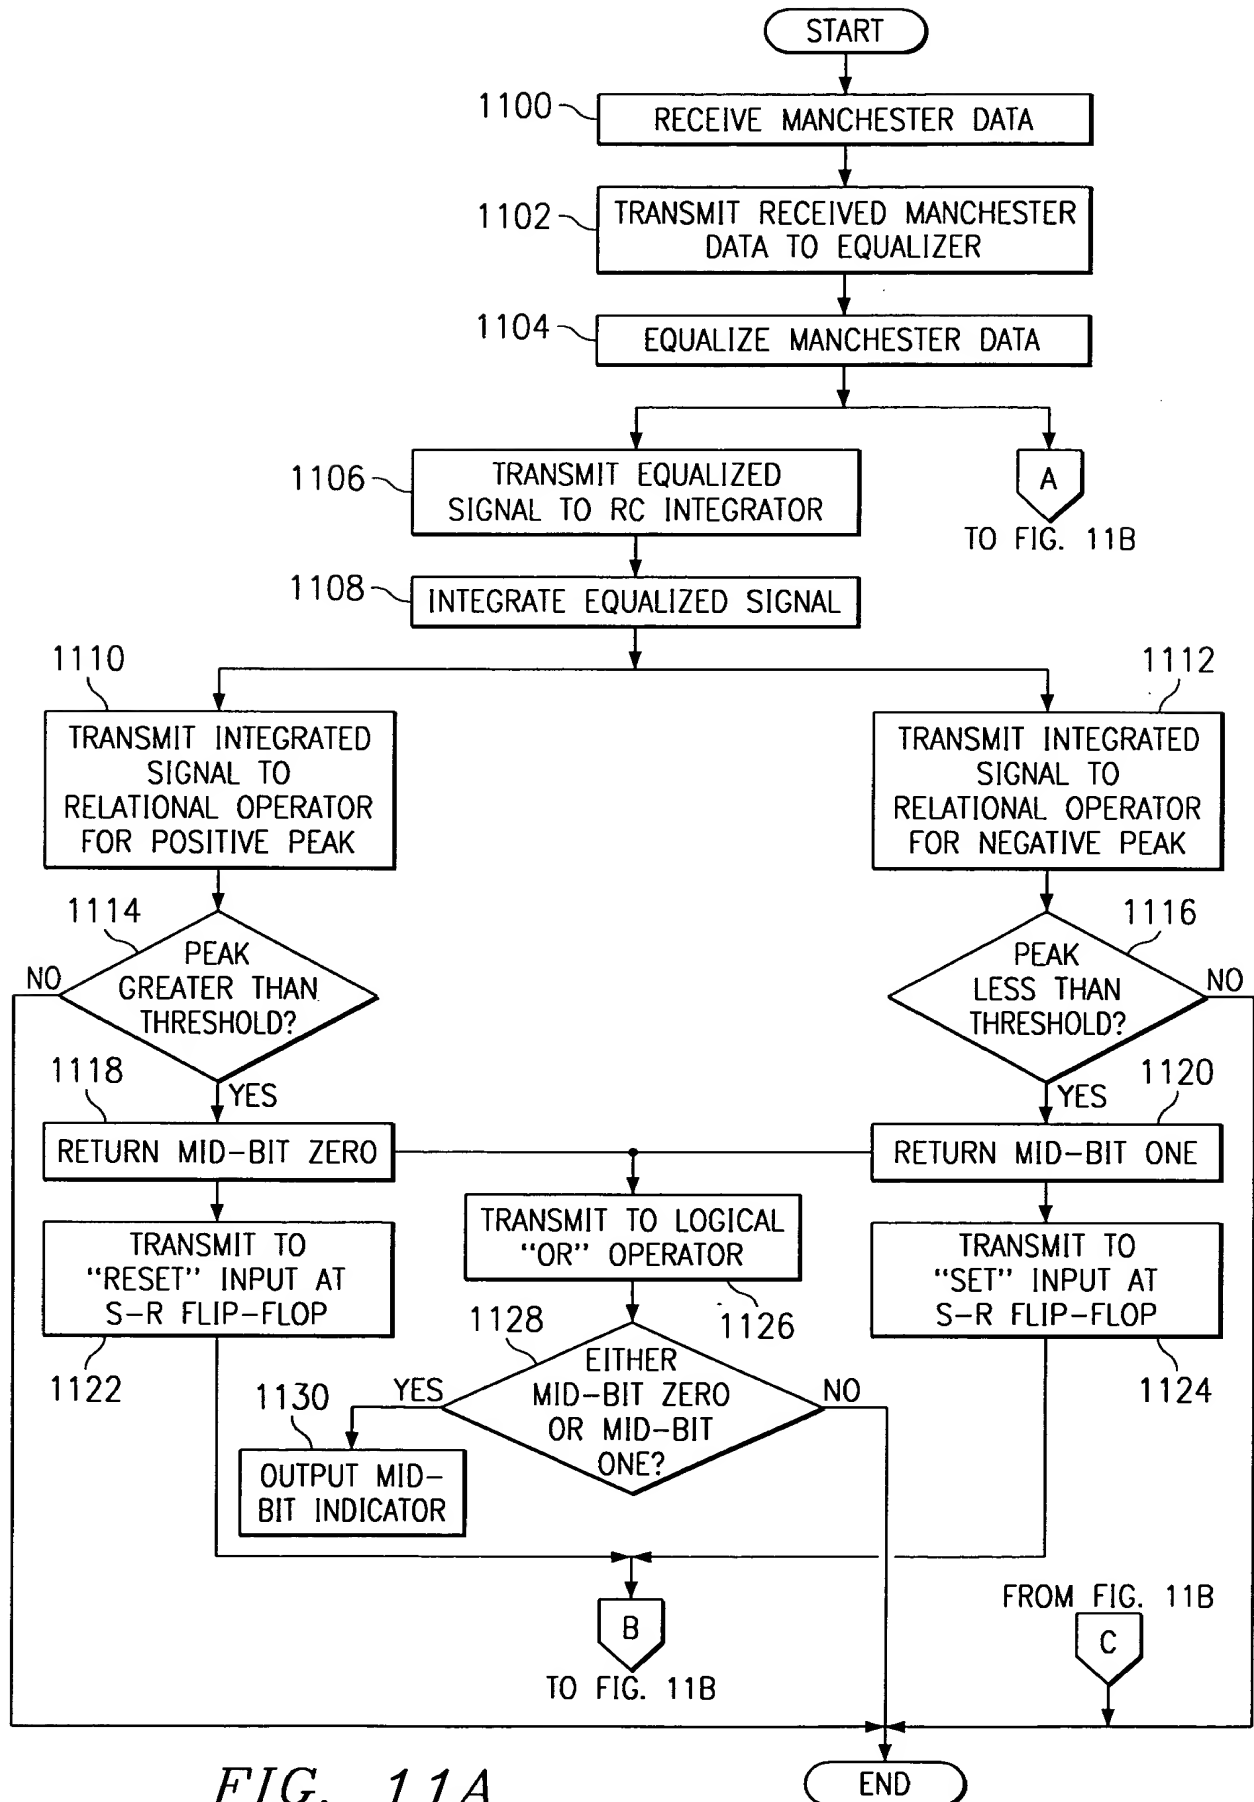 START
1100
RECEIVE MANCHESTER DATA
1102
TRANSMIT RECEIVED MANCHESTER
DATA TO EQUALIZER
1104
EQUALIZE MANCHESTER DATA
1106
TRANSMIT EQUALIZED
SIGNAL TO RC INTEGRATOR
A
TO FIG. 11B
1108
INTEGRATE EQUALIZED SIGNAL
1110
TRANSMIT INTEGRATED
SIGNAL TO
RELATIONAL OPERATOR
FOR POSITIVE PEAK
1112
TRANSMIT INTEGRATED
SIGNAL TO
RELATIONAL OPERATOR
FOR NEGATIVE PEAK
1114
PEAK
GREATER THAN
THRESHOLD?
NO
YES
1116
PEAK
LESS THAN
THRESHOLD?
NO
YES
1118
RETURN MID-BIT ZERO
1120
RETURN MID-BIT ONE
TRANSMIT TO
"RESET" INPUT AT
S-R FLIP-FLOP
1122
TRANSMIT TO LOGICAL
"OR" OPERATOR
1126
TRANSMIT TO
"SET" INPUT AT
S-R FLIP-FLOP
1124
1128
EITHER
MID-BIT ZERO
OR MID-BIT
ONE?
YES
NO
1130
OUTPUT MID-
BIT INDICATOR
B
TO FIG. 11B
FROM FIG. 11B
C
END
FIG. 11A